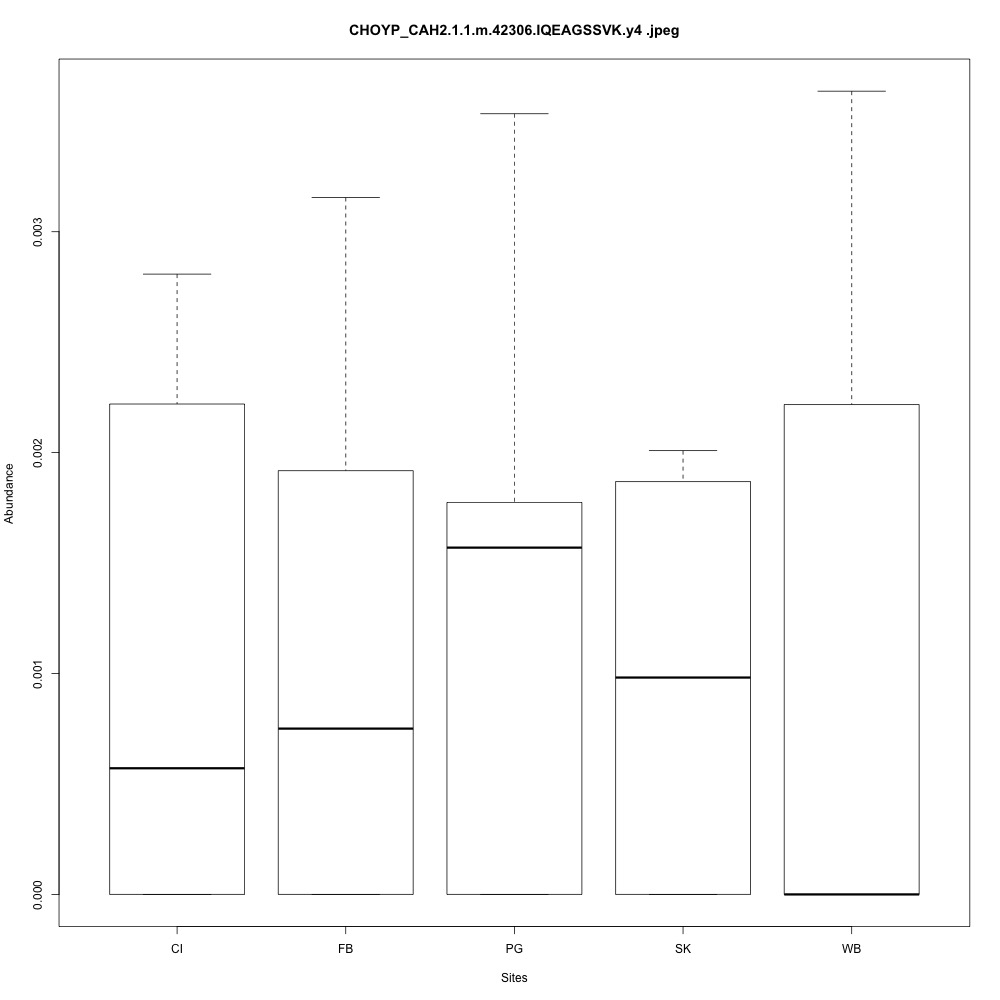 CHOYP_CAH2.1.1.m.42306.IQEAGSSVK.y4 .jpeg
Abundance
0.003
0.002
0.001
0.000
CI FB PG SK WB
Sites